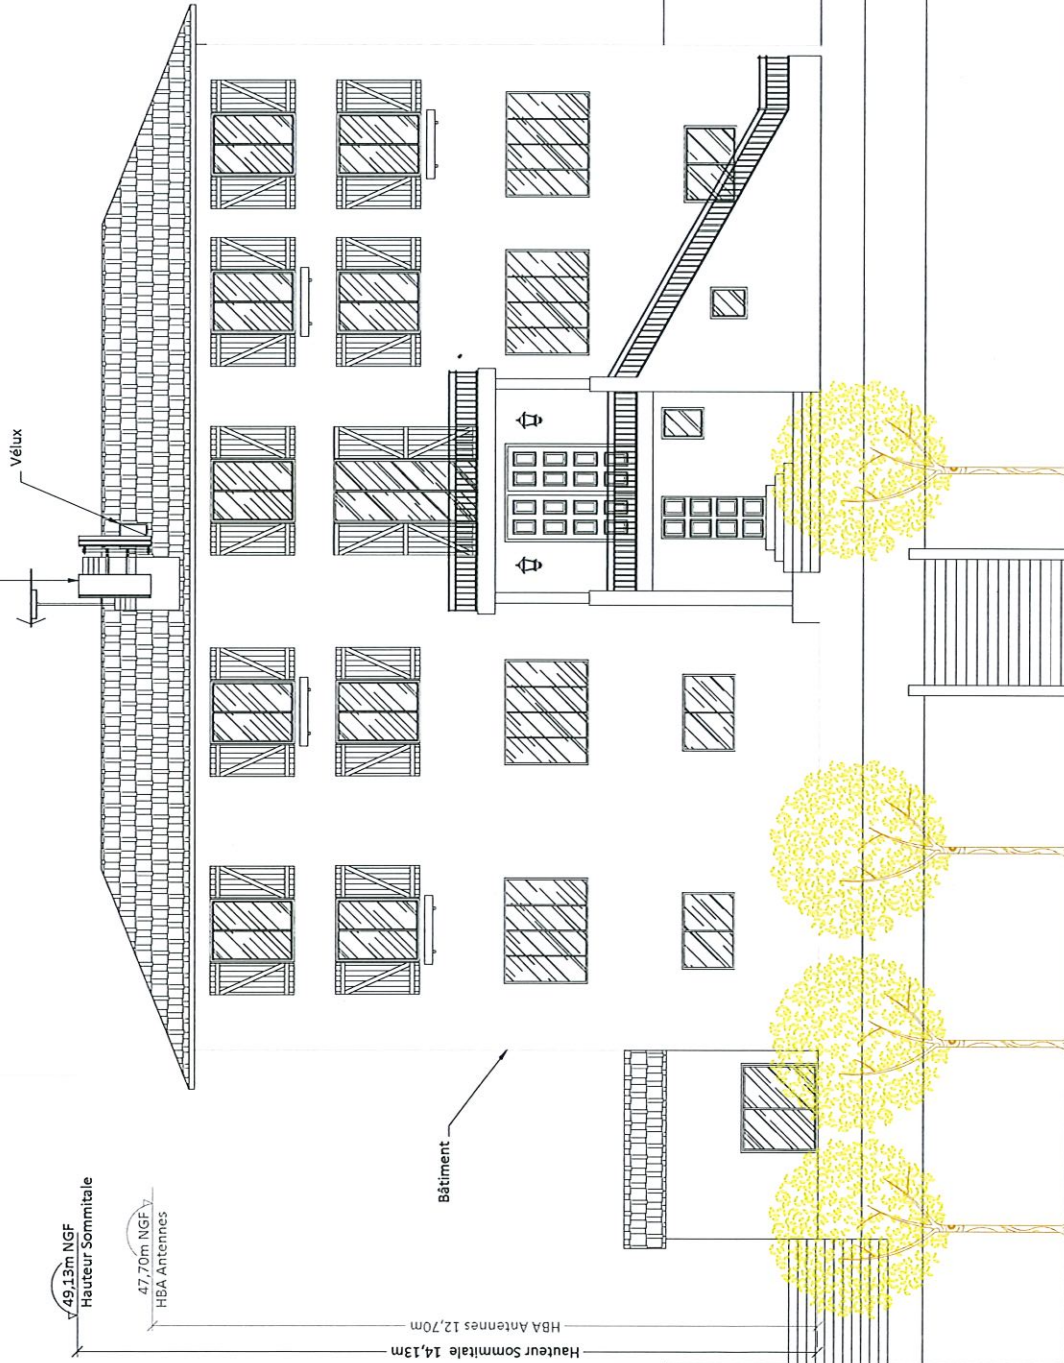 Vélux
49,13m NGF
Hauteur Sommitale
47,70m NGF
HBA Antennes
Bâtiment
HBA Antennes 12,70m
Hauteur Sommitale 14,13m